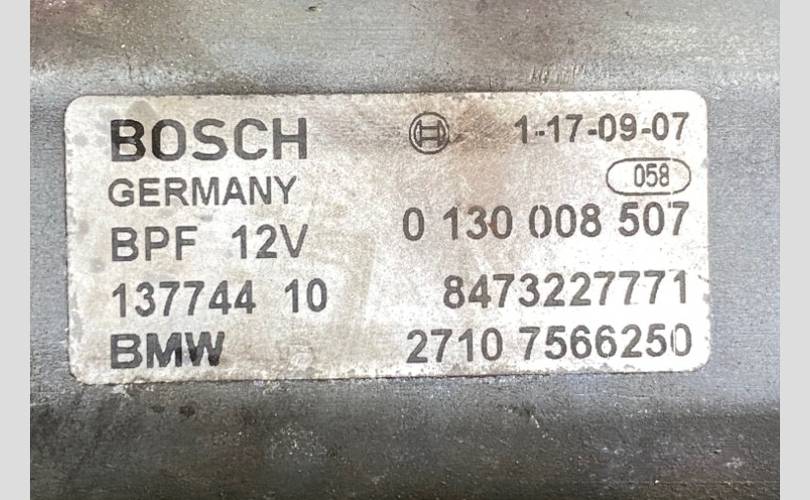 BOSCH 1-17-09-07
GERMANY 058
BPF 12V 0 130 008 507
137744 10 8473227771
BMW 2710 7566250